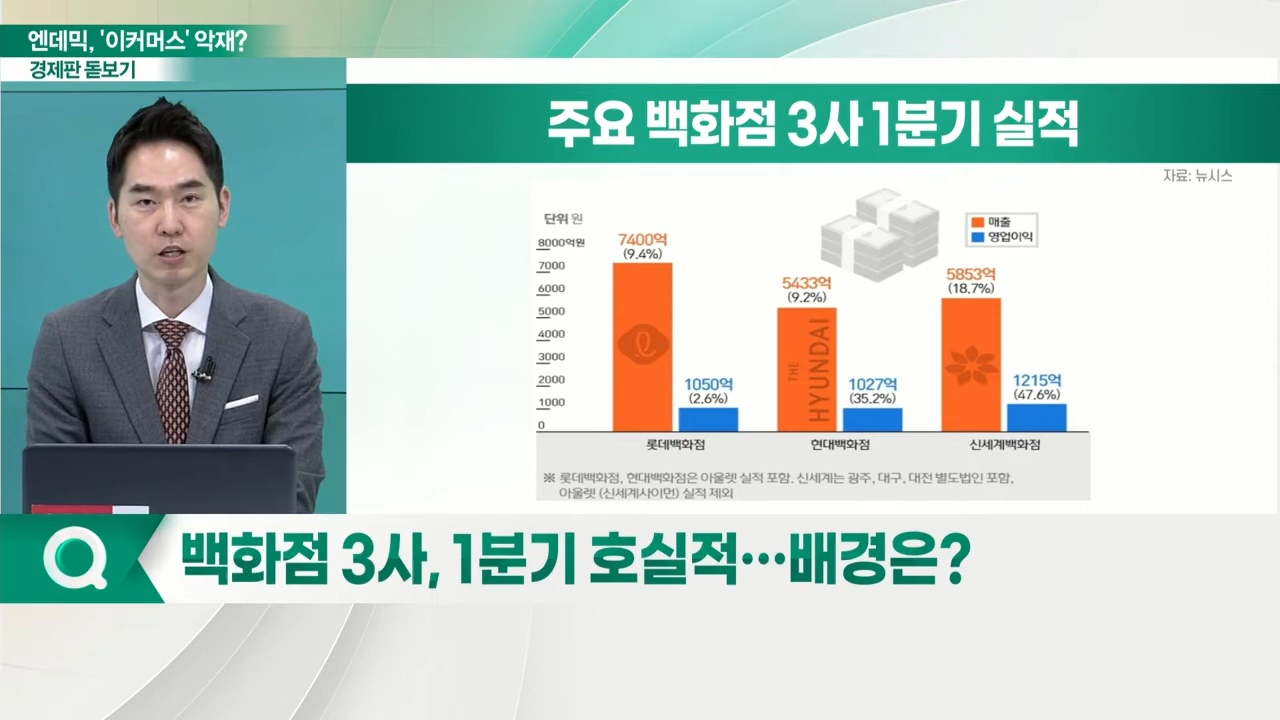 엔데믹, '이커머스' 악재?
경제판 돋보기
주요 백화점 3사 1분기 실적
자료: 뉴시스
단위 원
매출
영업이익
8000억원
7000
6000
5000
4000
3000
2000
1000
0
7400억
(9.4%)
1050억
(2.6%)
롯데백화점
5433억
(9.2%)
THE
HYUNDAI
1027억
(35.2%)
현대백화점
5853억
(18.7%)
1215억
(47.6%)
신세계백화점
※ 롯데백화점, 현대백화점은 아울렛 실적 포함. 신세계는 광주, 대구, 대전 별도법인 포함,
아울렛 (신세계사이먼) 실적 제외
백화점 3사, 1분기 호실적…배경은?